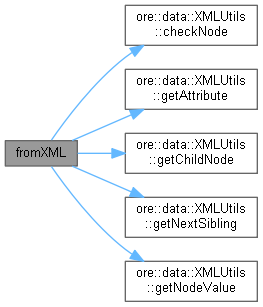 ore::data::XMLUtils
::checkNode
ore::data::XMLUtils
::getAttribute
fromXML
ore::data::XMLUtils
::getChildNode
ore::data::XMLUtils
::getNextSibling
ore::data::XMLUtils
::getNodeValue